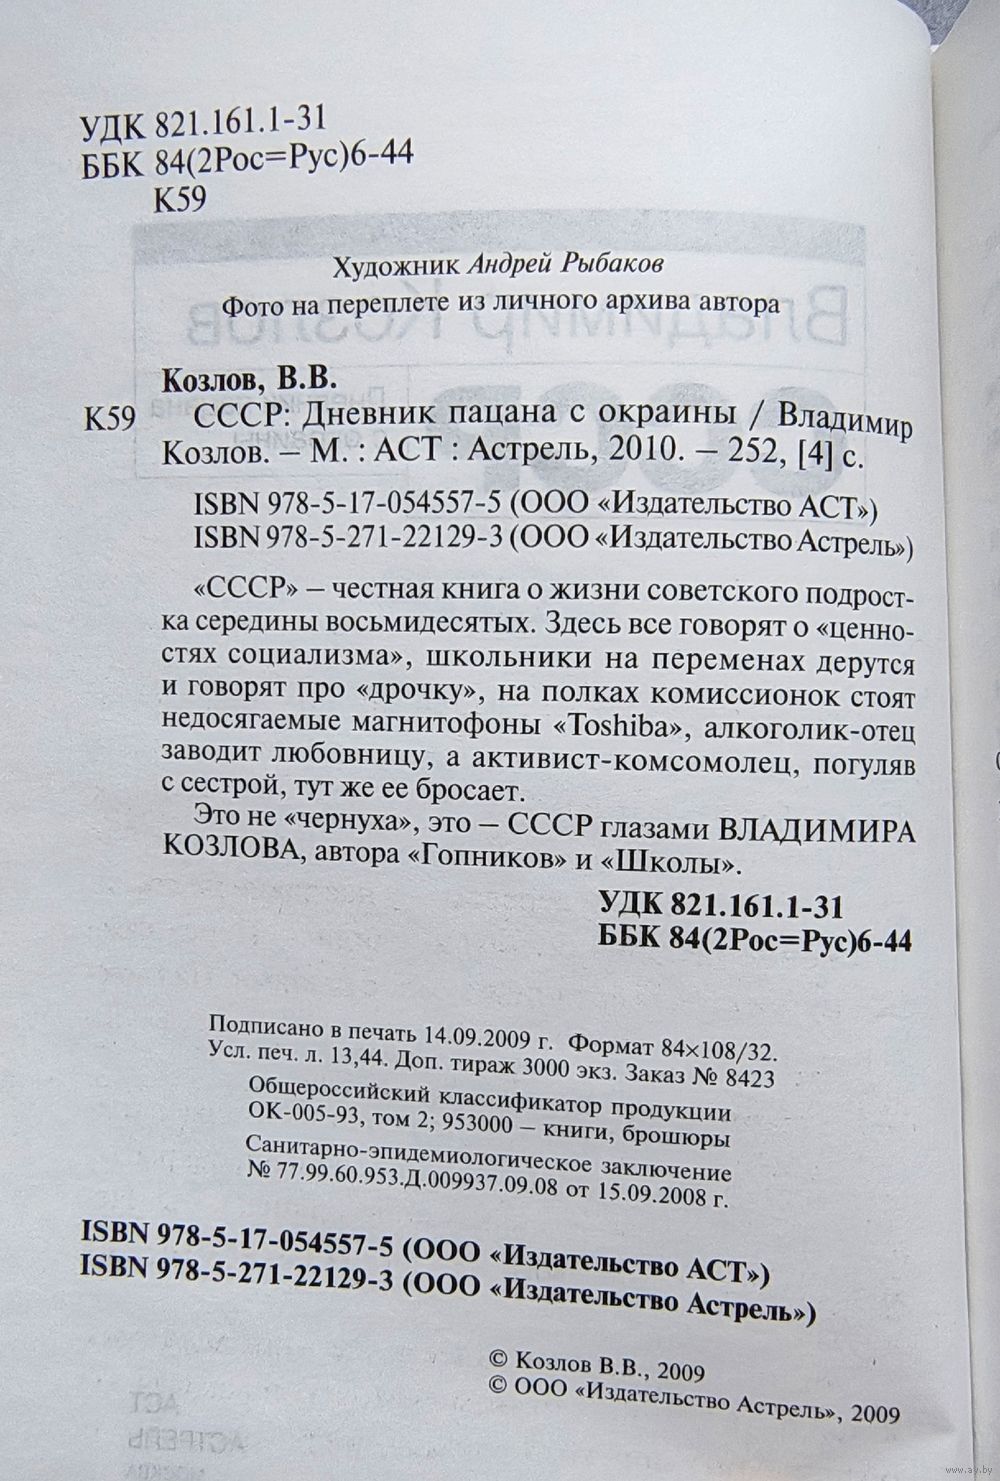 УДК 821.161.1-31
ББК 84(2Рос=Рус)6-44
К59
Художник Андрей Рыбаков
Фото на переплете из личного архива автора
Козлов, В.В.
К59 СССР: Дневник пацана с окраины / Владимир
Козлов. – М. : АСТ : Астрель, 2010. – 252, [4] с.
ISBN 978-5-17-054557-5 (ООО «Издательство АСТ»)
ISBN 978-5-271-22129-3 (ООО «Издательство Астрель»)
«СССР» – честная книга о жизни советского подрост-
ка середины восьмидесятых. Здесь все говорят о «ценно-
стях социализма», школьники на переменах дерутся
и говорят про «дрочку», на полках комиссионок стоят
недосягаемые магнитофоны «Toshiba», алкоголик-отец
заводит любовницу, а активист-комсомолец, погуляв
с сестрой, тут же ее бросает.
Это не «чернуха», это – СССР глазами ВЛАДИМИРА
КОЗЛОВА, автора «Гопников» и «Школы».
УДК 821.161.1-31
ББК 84(2Рос=Рус)6-44
Подписано в печать 14.09.2009 г. Формат 84×108/32.
Усл. печ. л. 13,44. Доп. тираж 3000 экз. Заказ № 8423
Общероссийский классификатор продукции
ОК-005-93, том 2; 953000 – книги, брошюры
Санитарно-эпидемиологическое заключение
№ 77.99.60.953.Д.009937.09.08 от 15.09.2008 г.
ISBN 978-5-17-054557-5 (ООО «Издательство АСТ»)
ISBN 978-5-271-22129-3 (ООО «Издательство Астрель»)
© Козлов В.В., 2009
© ООО «Издательство Астрель», 2009
www.ay.by